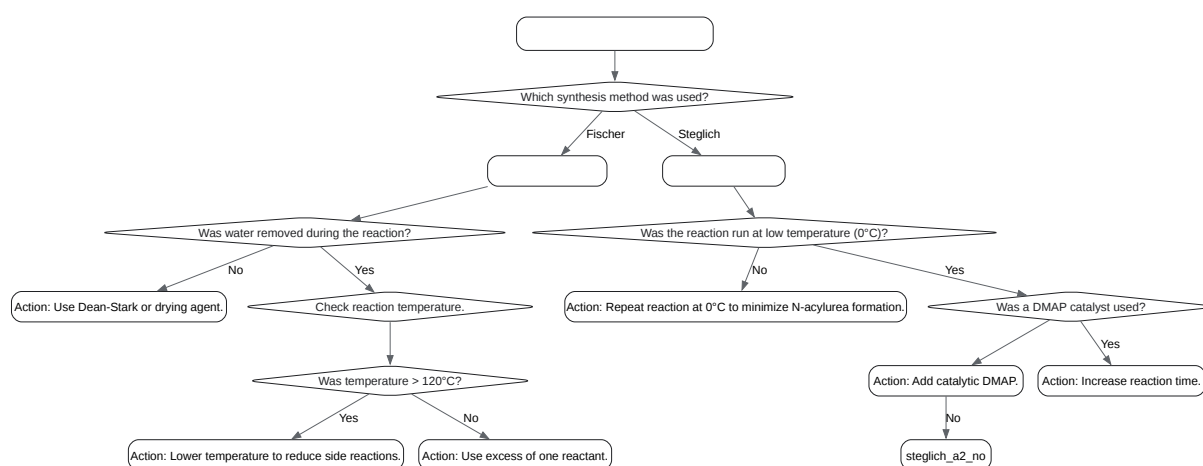 Which synthesis method was used?
Fischer
Steglich
Was water removed during the reaction?
Was the reaction run at low temperature (0°C)?
No
Yes
No
Yes
Action: Use Dean-Stark or drying agent.
Check reaction temperature.
Action: Repeat reaction at 0°C to minimize N-acylurea formation.
Was a DMAP catalyst used?
Yes
Was temperature > 120°C?
Action: Add catalytic DMAP.
Action: Increase reaction time.
Yes
No
No
Action: Lower temperature to reduce side reactions.
Action: Use excess of one reactant.
steglich_a2_no